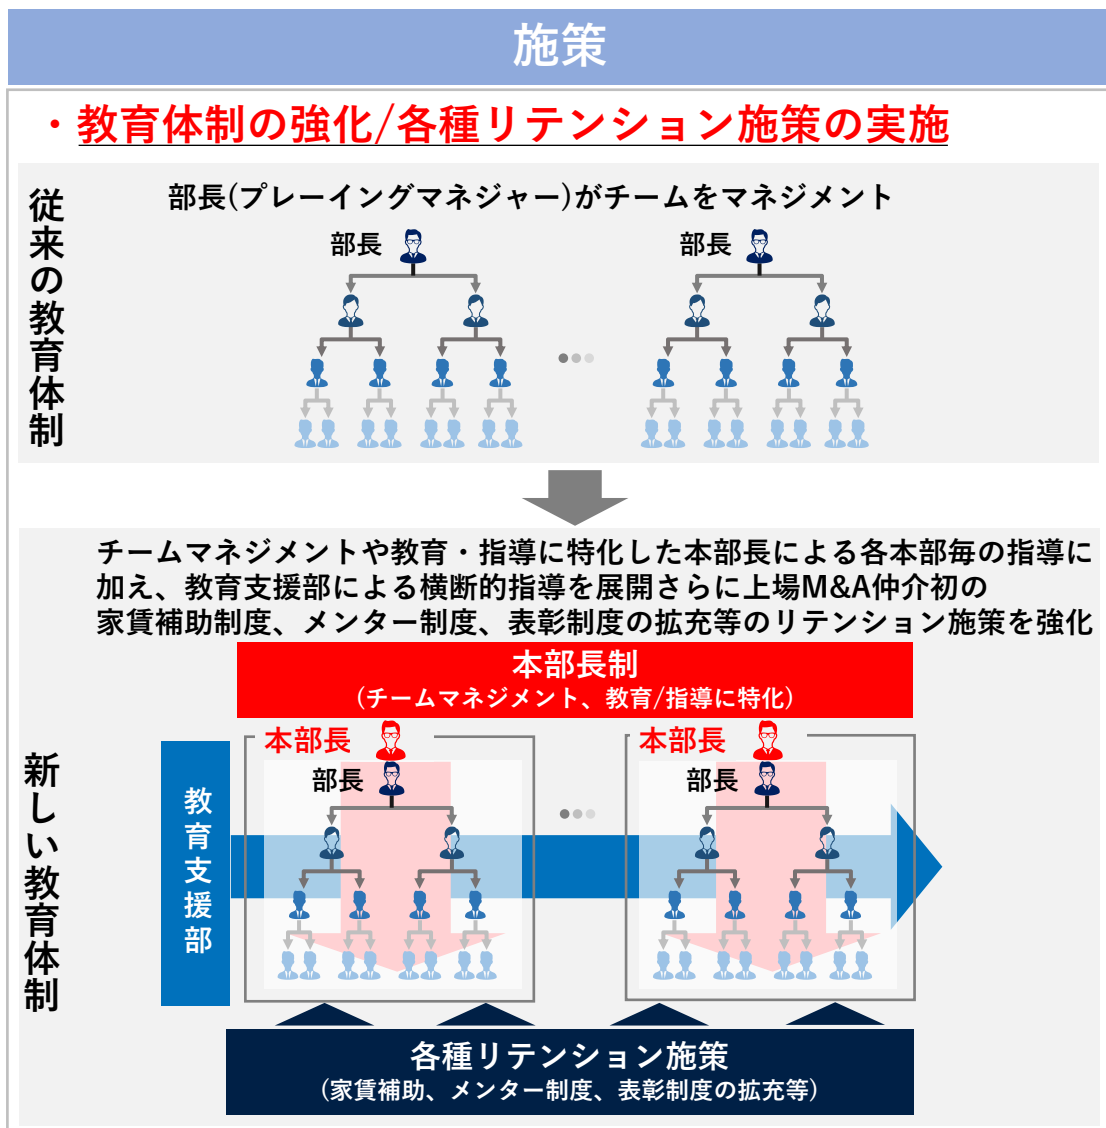 施策
・教育体制の強化/各種リテンション施策の実施
従来の教育体制
部長(プレーイングマネジャー)がチームをマネジメント
部長
部長
新しい教育体制
チームマネジメントや教育・指導に特化した本部長による各本部毎の指導に
加え、教育支援部による横断的指導を展開さらに上場M&A仲介初の
家賃補助制度、メンター制度、表彰制度の拡充等のリテンション施策を強化
本部長制
(チームマネジメント、教育/指導に特化)
本部長
本部長
部長
部長
教育支援部
各種リテンション施策
(家賃補助、メンター制度、表彰制度の拡充等)